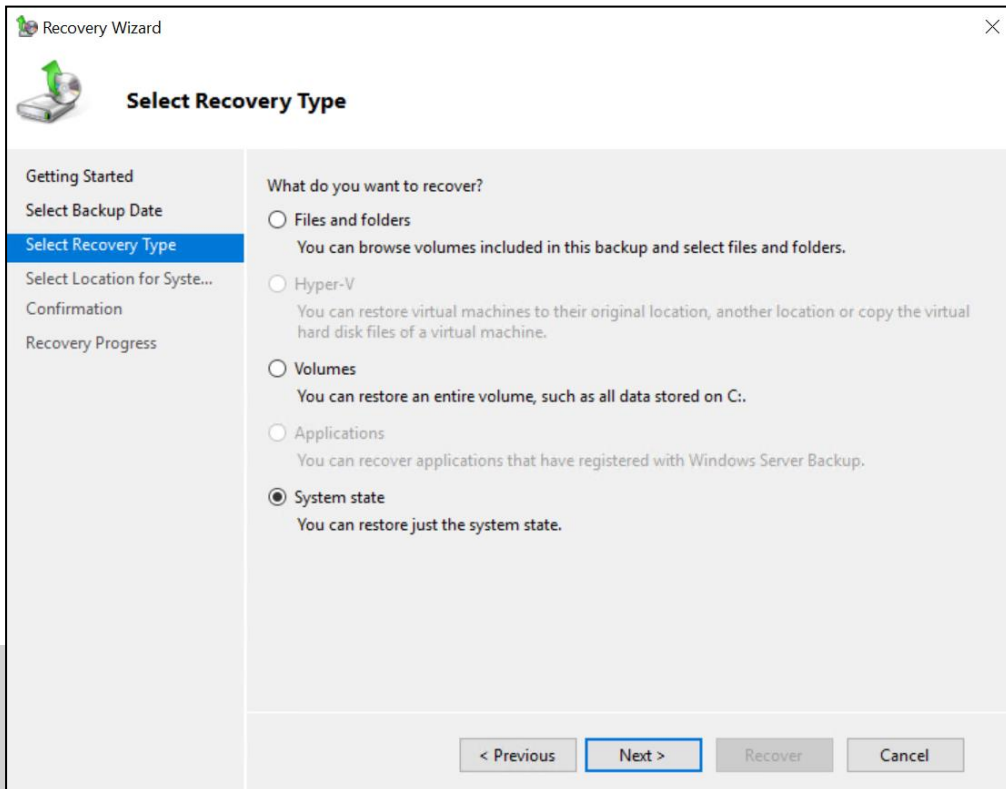 Recovery Wizard
Select Recovery Type
Getting Started
Select Backup Date
Select Recovery Type
Select Location for Syste...
Confirmation
Recovery Progress
What do you want to recover?
Files and folders
You can browse volumes included in this backup and select files and folders.
Hyper-V
You can restore virtual machines to their original location, another location or copy the virtual
hard disk files of a virtual machine.
Volumes
You can restore an entire volume, such as all data stored on C:.
Applications
You can recover applications that have registered with Windows Server Backup.
System state
You can restore just the system state.
< Previous
Next >
Recover
Cancel